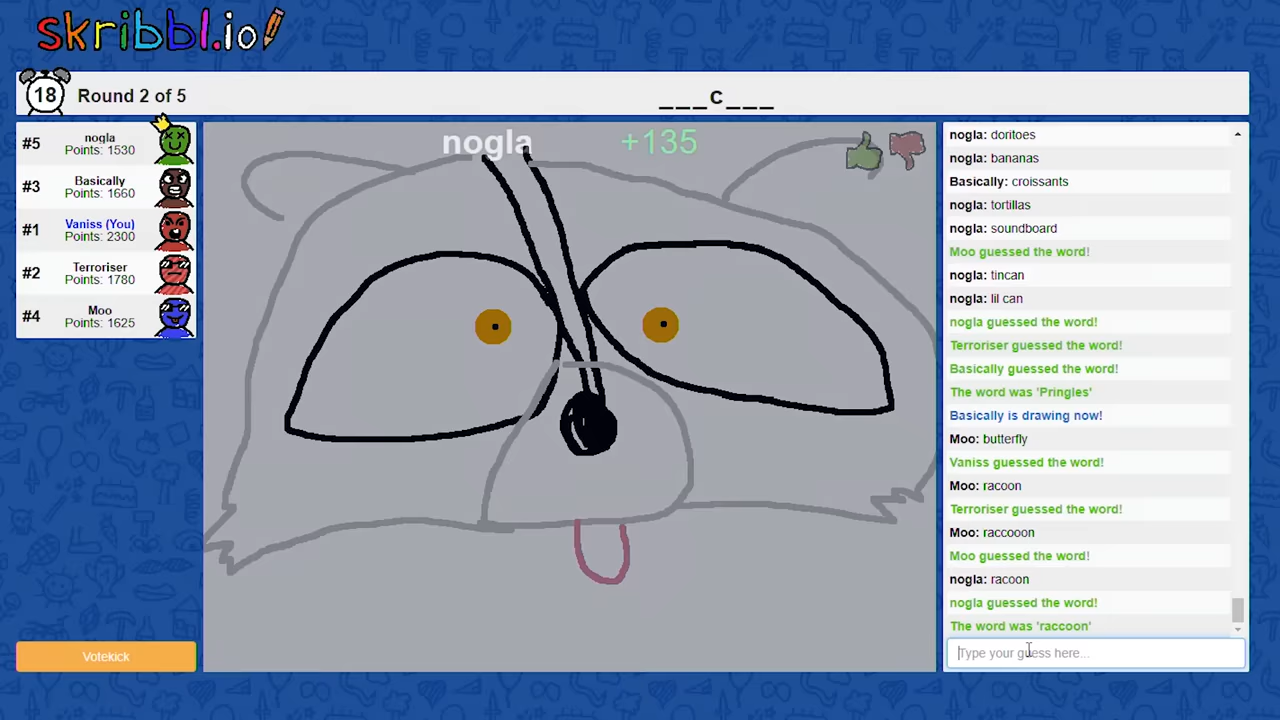 skribbl.io
18
Round 2 of 5
___c___
#5 nogla
Points: 1530
#3 Basically
Points: 1660
#1 Vaniss (You)
Points: 2300
#2 Terroriser
Points: 1780
#4 Moo
Points: 1625
Votekick
nogla +135
nogla: doritoes
nogla: bananas
Basically: croissants
nogla: tortillas
nogla: soundboard
Moo guessed the word!
nogla: tincan
nogla: lil can
nogla guessed the word!
Terroriser guessed the word!
Basically guessed the word!
The word was 'Pringles'
Basically is drawing now!
Moo: butterfly
Vaniss guessed the word!
Moo: racoon
Terroriser guessed the word!
Moo: raccooon
Moo guessed the word!
nogla: racoon
nogla guessed the word!
The word was 'raccoon'
Type your guess here...